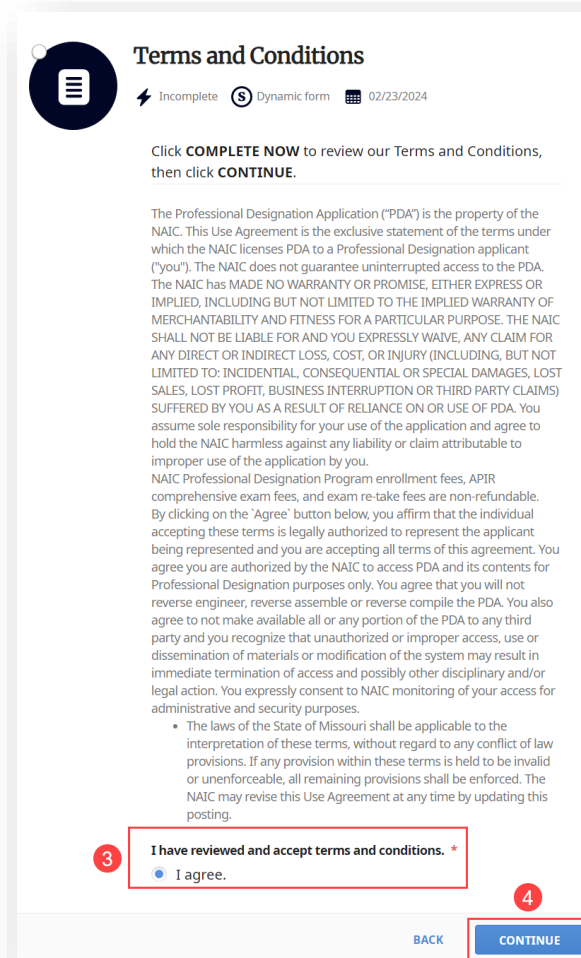 Terms and Conditions
Incomplete S Dynamic form 02/23/2024
Click COMPLETE NOW to review our Terms and Conditions,
then click CONTINUE.
The Professional Designation Application (“PDA”) is the property of the
NAIC. This Use Agreement is the exclusive statement of the terms under
which the NAIC licenses PDA to a Professional Designation applicant
("you"). The NAIC does not guarantee uninterrupted access to the PDA.
The NAIC has MADE NO WARRANTY OR PROMISE, EITHER EXPRESS OR
IMPLIED, INCLUDING BUT NOT LIMITED TO THE IMPLIED WARRANTY OF
MERCHANTABILITY AND FITNESS FOR A PARTICULAR PURPOSE. THE NAIC
SHALL NOT BE LIABLE FOR AND YOU EXPRESSLY WAIVE, ANY CLAIM FOR
ANY DIRECT OR INDIRECT LOSS, COST, OR INJURY (INCLUDING, BUT NOT
LIMITED TO: INCIDENTIAL, CONSEQUENTIAL OR SPECIAL DAMAGES, LOST
SALES, LOST PROFIT, BUSINESS INTERRUPTION OR THIRD PARTY CLAIMS)
SUFFERED BY YOU AS A RESULT OF RELIANCE ON OR USE OF PDA. You
assume sole responsibility for your use of the application and agree to
hold the NAIC harmless against any liability or claim attributable to
improper use of the application by you.
NAIC Professional Designation Program enrollment fees, APIR
comprehensive exam fees, and exam re-take fees are non-refundable.
By clicking on the `Agree` button below, you affirm that the individual
accepting these terms is legally authorized to represent the applicant
being represented and you are accepting all terms of this agreement. You
agree you are authorized by the NAIC to access PDA and its contents for
Professional Designation purposes only. You agree that you will not
reverse engineer, reverse assemble or reverse compile the PDA. You also
agree to not make available all or any portion of the PDA to any third
party and you recognize that unauthorized or improper access, use or
dissemination of materials or modification of the system may result in
immediate termination of access and possibly other disciplinary and/or
legal action. You expressly consent to NAIC monitoring of your access for
administrative and security purposes.
• The laws of the State of Missouri shall be applicable to the
interpretation of these terms, without regard to any conflict of law
provisions. If any provision within these terms is held to be invalid
or unenforceable, all remaining provisions shall be enforced. The
NAIC may revise this Use Agreement at any time by updating this
posting.
3
I have reviewed and accept terms and conditions. *
I agree.
4
BACK CONTINUE